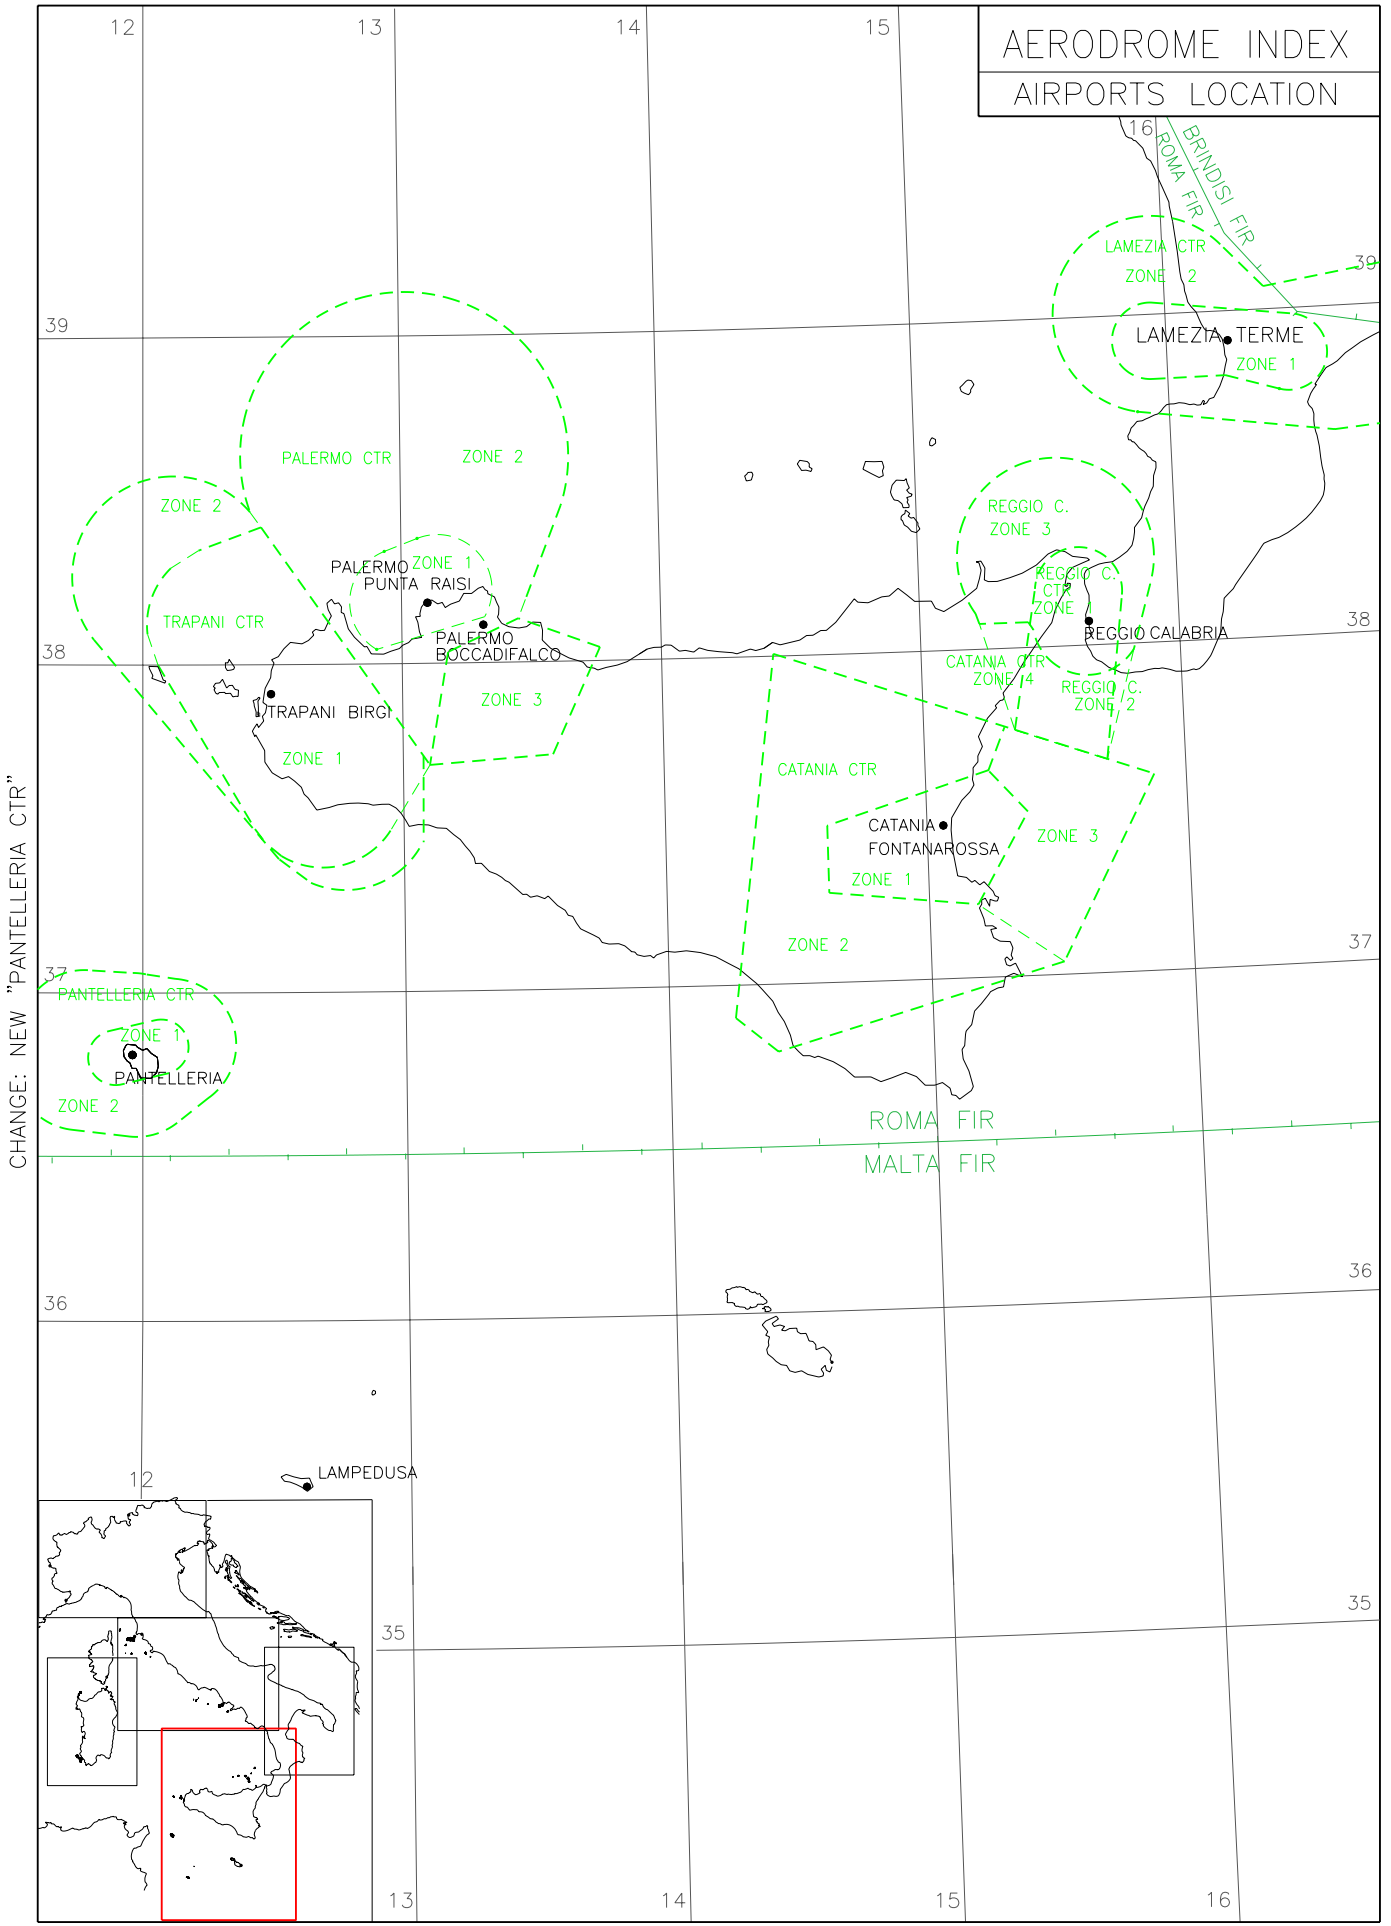 12
13
14
15
AERODROME INDEX
AIRPORTS LOCATION
16
BRINDISI FIR
ROMA FIR
LAMEZIA CTR
ZONE 2
39
39
LAMEZIA TERME
ZONE 1
PALERMO CTR
ZONE 2
ZONE 2
REGGIO C.
ZONE 3
ZONE 1
PALERMO
PUNTA RAISI
REGGIO C.
CTR
ZONE
TRAPANI CTR
38
PALERMO
BOCCADIFALCO
REGGIO CALABRIA
38
CATANIA CTR
ZONE 4
REGGIO C.
ZONE 2
ZONE 3
TRAPANI BIRGI
ZONE 1
CATANIA CTR
CATANIA
FONTANAROSSA
ZONE 3
ZONE 1
ZONE 2
37
37
PANTELLERIA CTR
ZONE 1
PANTELLERIA
ZONE 2
CHANGE: NEW "PANTELLERIA CTR"
ROMA FIR
MALTA FIR
36
36
LAMPEDUSA
12
35
35
13
14
15
16